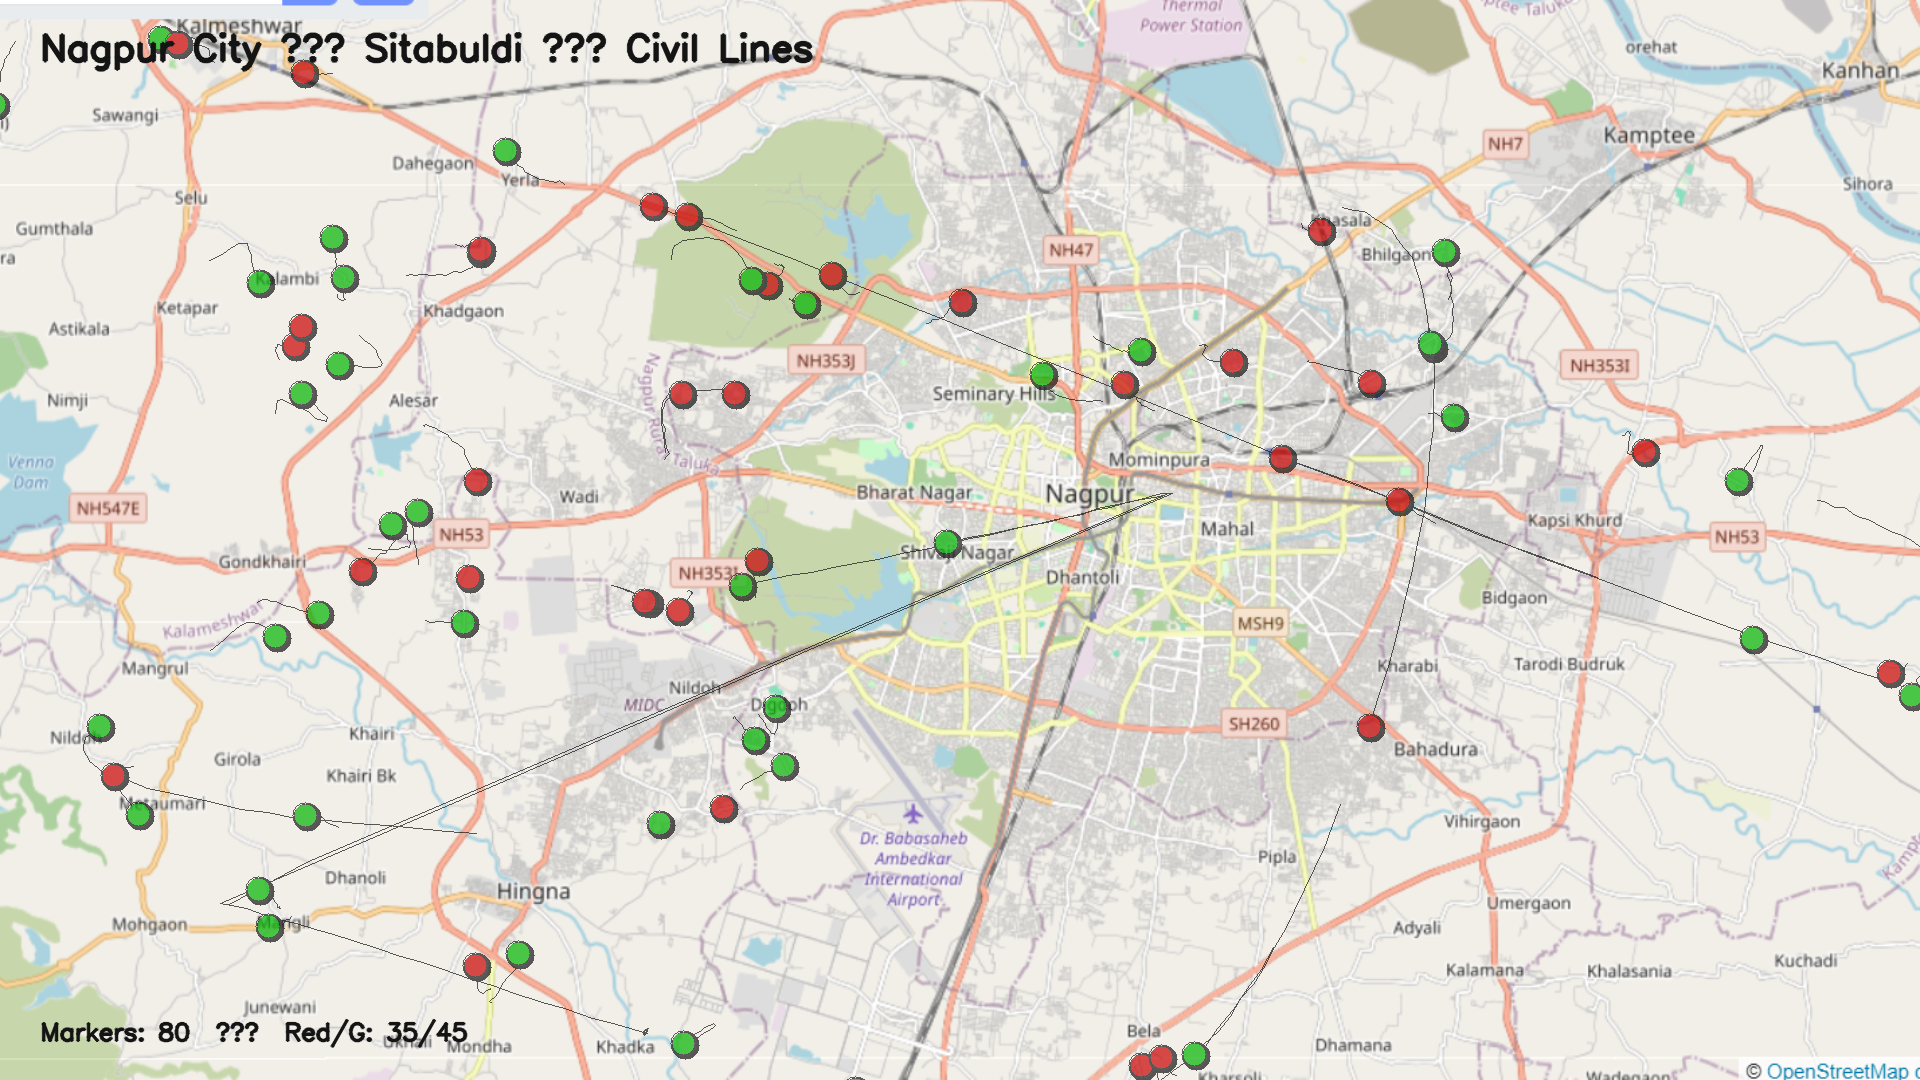 Kalmeshwar
Nagpur City ??? Sitabuldi ??? Civil Lines
Thermal
Power Station
orehat
Kanhan
Sawangi
Kamptee
NH7
Dahegaon
Yerla
Selu
Sihora
Gumthala
Khasala
NH47
Bhilgaon
Kalambi
Ketapar
Khadgaon
Astikala
NH353J
NH353I
Seminary Hills
Nimji
Alesar
Nagpur Rural
Taluka
Mominpura
Venna
Dam
Bharat Nagar
Nagpur
Wadi
NH547E
Mahal
Kapsi Khurd
NH53
NH53
Gondkhairi
Shivaji Nagar
NH353I
Dhantoli
Bidgaon
Kalameshwar
MSH9
Mangrul
Kharabi
Tarodi Budruk
Nildoh
MIDC
Digdoh
SH260
Nildoh
Khairi
Bahadura
Girola
Khairi Bk
Metaumari
Vihirgaon
Dr. Babasaheb
Ambedkar
International
Airport
Pipla
Dhanoli
Hingna
Umergaon
Mohgaon
Mangli
Adyali
Kalamana
Khalasania
Kuchadi
Junewani
Markers: 80 ??? Red/G: 35/45
Mondha
Khadka
Bela
Dhamana
Kharsoli
Wadegaon
© OpenStreetMap c